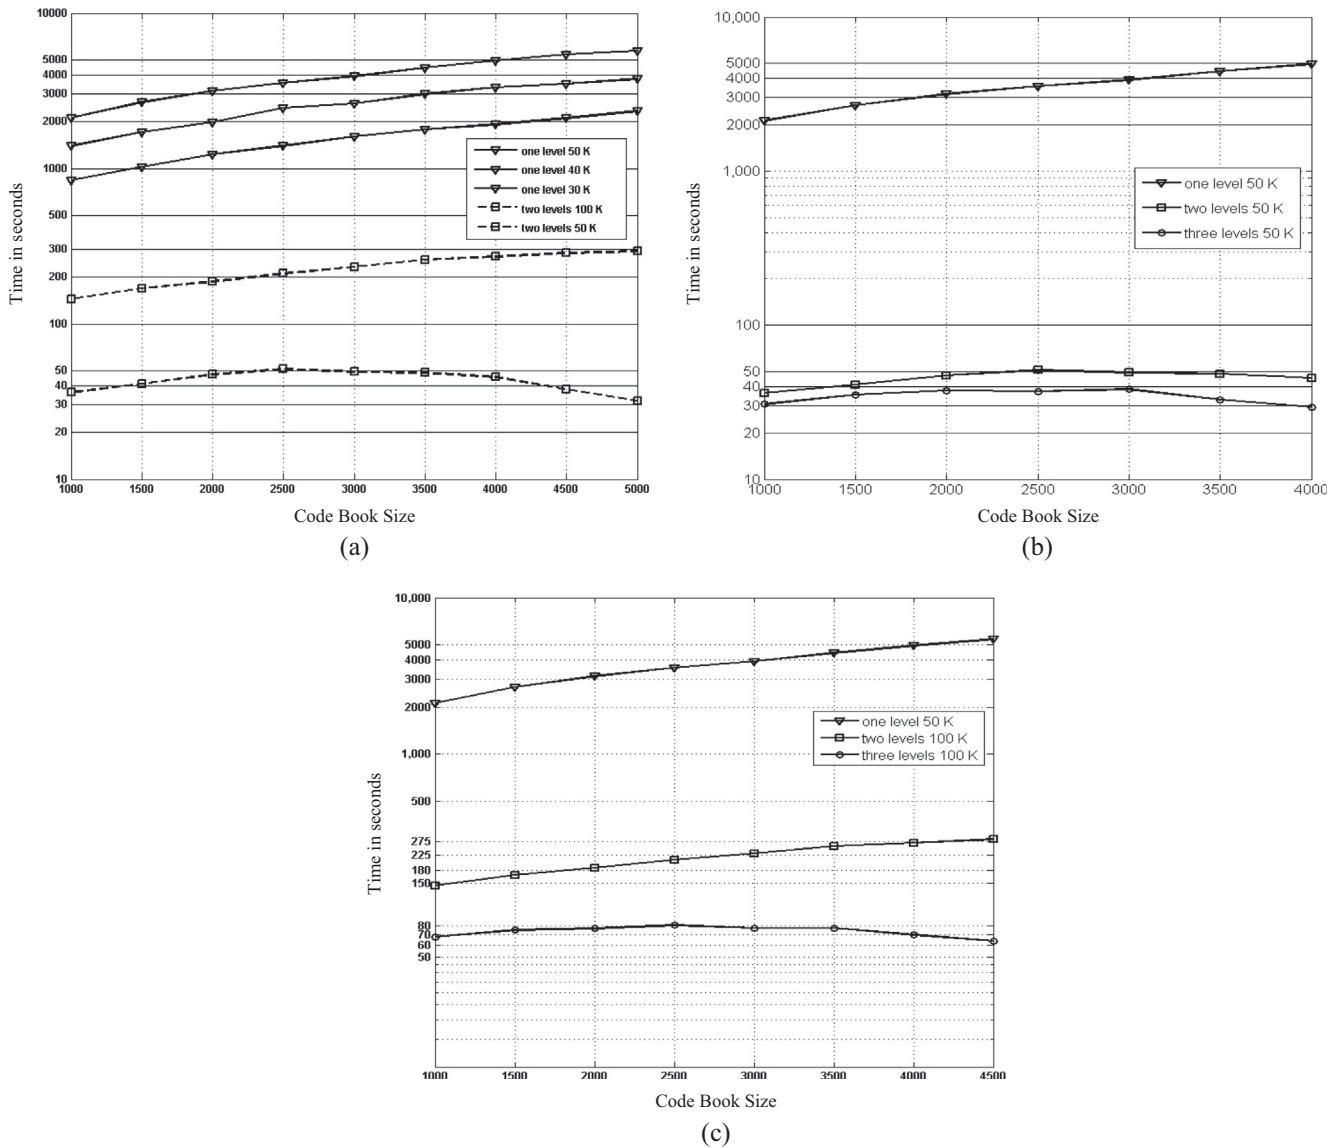 10000
5000
4000
3000
2000
1000
500
300
200
100
50
40
30
20
10
Time in seconds
one level 50 K
one level 40 K
one level 30 K
two levels 100 K
two levels 50 K
1000 1500 2000 2500 3000 3500 4000 4500 5000
Code Book Size
(a)
10,000
5000
4000
3000
2000
1,000
100
50
40
30
20
10
Time in seconds
one level 50 K
two levels 50 K
three levels 50 K
1000 1500 2000 2500 3000 3500 4000
Code Book Size
(b)
10,000
5000
4000
3000
2000
1,000
500
275
225
180
150
80
70
60
50
Time in seconds
one level 50 K
two levels 100 K
three levels 100 K
1000 1500 2000 2500 3000 3500 4000 4500
Code Book Size
(c)